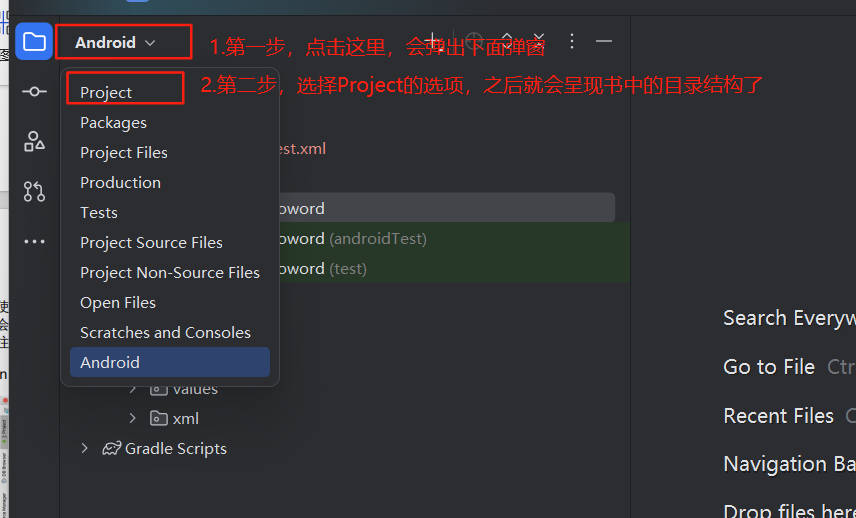 Android
1.第一步，点击这里，会弹出下面弹窗
Project
2.第二步，选择Project的选项，之后就会呈现书中的目录结构了
Packages
Project Files
est.xml
Production
Tests
oword
Project Source Files
oword (androidTest)
Project Non-Source Files
oword (test)
Open Files
Scratches and Consoles
Android
values
xml
Gradle Scripts
Search Everyw
Go to File Ctr
Recent Files C
Navigation Ba
Drop files here